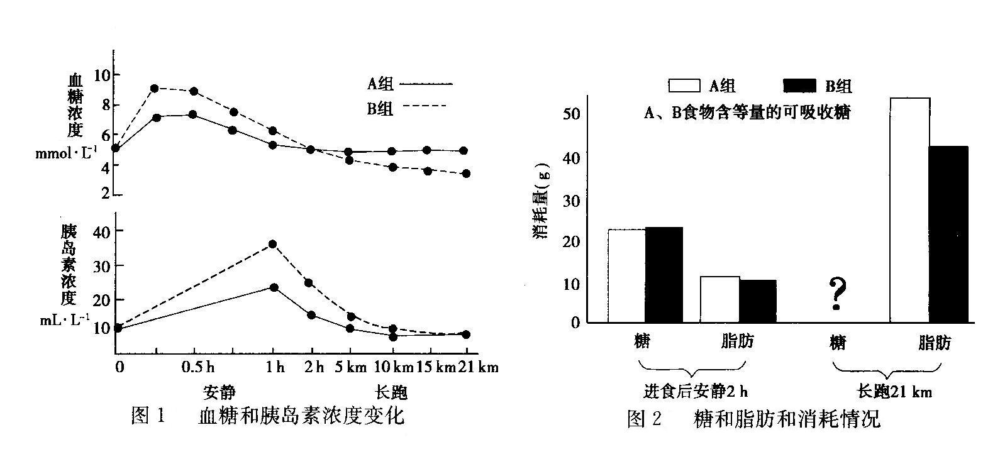 血糖浓度
mmol·L⁻¹
10
8
6
4
2
A组
B组
胰岛素浓度
mL·L⁻¹
40
30
20
10
0 0.5 h 1 h 2 h 5 km 10 km 15 km 21 km
安静 长跑
图 1 血糖和胰岛素浓度变化
A组 B组
A、B食物含等量的可吸收糖
消耗量(g)
50
40
30
20
10
0
?
糖 脂肪 糖 脂肪
进食后安静2 h 长跑21 km
图 2 糖和脂肪和消耗情况